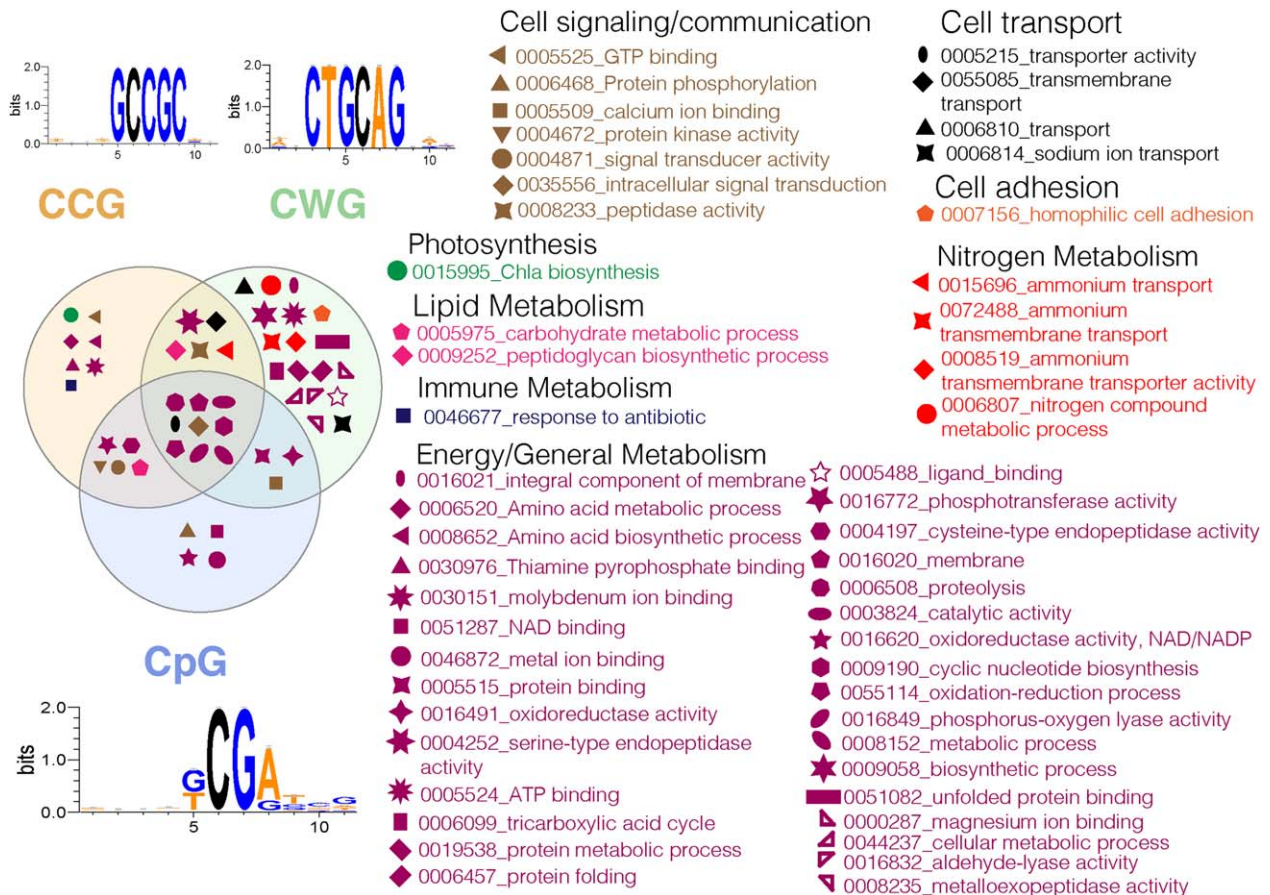 2.0
1.0
0.0
bits
GCCGC
5
10
CCG
2.0
1.0
0.0
bits
CTGCAG
5
10
CWG
Cell signaling/communication
0005525_GTP binding
0006468_Protein phosphorylation
0005509_calcium ion binding
0004672_protein kinase activity
0004871_signal transducer activity
0035556_intracellular signal transduction
0008233_peptidase activity
Cell transport
0005215_transporter activity
0055085_transmembrane
transport
0006810_transport
0006814_sodium ion transport
Cell adhesion
0007156_homophilic cell adhesion
Photosynthesis
0015995_Chla biosynthesis
Lipid Metabolism
0005975_carbohydrate metabolic process
0009252_peptidoglycan biosynthetic process
Immune Metabolism
0046677_response to antibiotic
Nitrogen Metabolism
0015696_ammonium transport
0072488_ammonium
transmembrane transport
0008519_ammonium
transmembrane transporter activity
0006807_nitrogen compound
metabolic process
Energy/General Metabolism
0016021_integral component of membrane
0006520_Amino acid metabolic process
0008652_Amino acid biosynthetic process
0030976_Thiamine pyrophosphate binding
0030151_molybdenum ion binding
0051287_NAD binding
0046872_metal ion binding
0005515_protein binding
0016491_oxidoreductase activity
0004252_serine-type endopeptidase
activity
0005524_ATP binding
0006099_tricarboxylic acid cycle
0019538_protein metabolic process
0006457_protein folding
0005488_ligand_binding
0016772_phosphotransferase activity
0004197_cysteine-type endopeptidase activity
0016020_membrane
0006508_proteolysis
0003824_catalytic activity
0016620_oxidoreductase activity, NAD/NADP
0009190_cyclic nucleotide biosynthesis
0055114_oxidation-reduction process
0016849_phosphorus-oxygen lyase activity
0008152_metabolic process
0009058_biosynthetic process
0051082_unfolded protein binding
0000287_magnesium ion binding
0044237_cellular metabolic process
0016832_aldehyde-lyase activity
0008235_metalloexopeptidase activity
CpG
2.0
1.0
0.0
bits
G
T
CGA
G
T
G
5
10